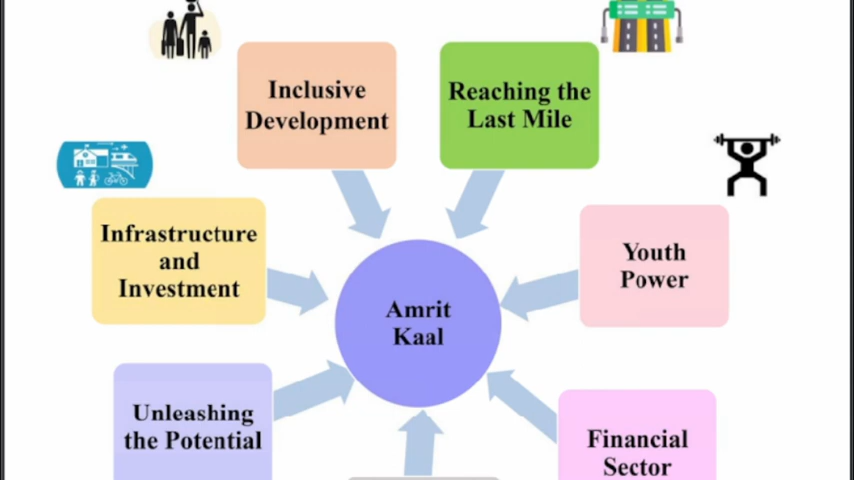 Inclusive
Development
Reaching the
Last Mile
Infrastructure
and
Investment
Youth
Power
Amrit
Kaal
Unleashing
the Potential
Financial
Sector